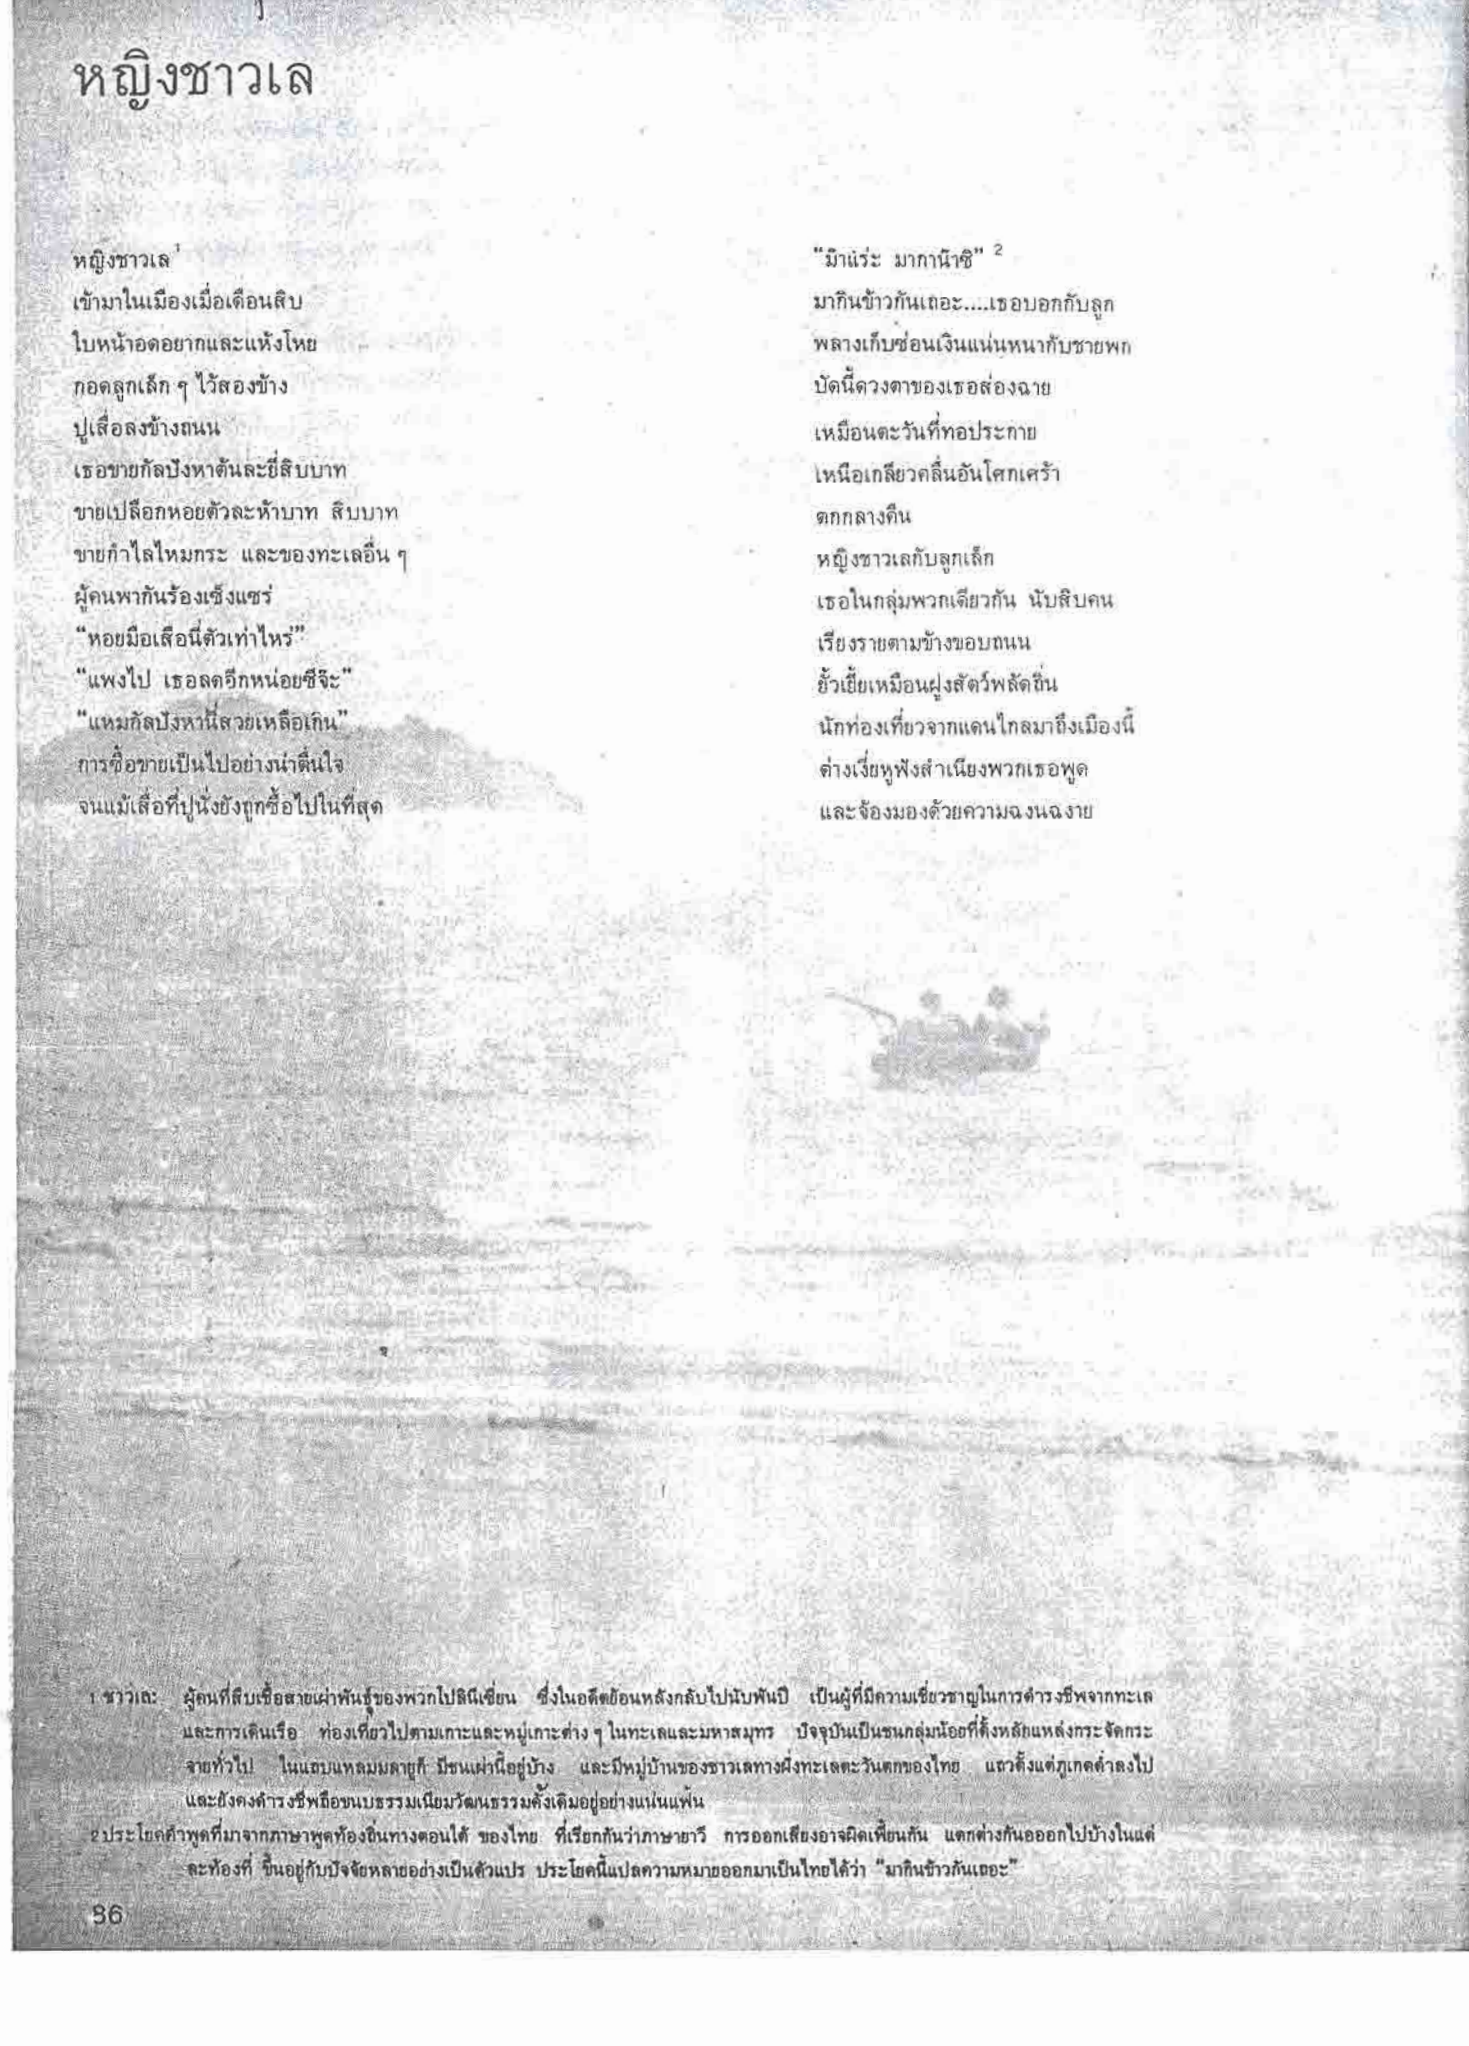 หญิงชาวเล
หญิงชาวเล 1
เข้ามาในเมืองเมื่อเดือนสิบ
ใบหน้าอดอยากและแห้งโหย
กอดลูกเล็ก ๆ ไว้สองข้าง
ปูเสื่อลงข้างถนน
เธอขายกัลปังหาต้นละยี่สิบบาท
ขายเปลือกหอยตัวละห้าบาท สิบบาท
ขายกำไลไหมกระ และของทะเลอื่น ๆ
ผู้คนพากันร้องเซ็งแซร่
“หอยมือเสือนี่ตัวเท่าไหร่”
“แพงไป เธอลดอีกหน่อยซีจ๊ะ”
“แหมกัลปังหานี่สวยเหลือเกิน”
การซื้อขายเป็นไปอย่างน่าตื่นใจ
จนแม้เสื่อที่ปูนั่งยังถูกซื้อไปในที่สุด
“ม๊าแร่ะ มากาน๊าซิ” 2
มากินข้าวกันเถอะ....เธอบอกกับลูก
พลางเก็บซ่อนเงินแน่นหนากับชายพก
บัดนี้ดวงตาของเธอส่องฉาย
เหมือนตะวันที่ทอประกาย
เหนือเกลียวคลื่นอันโศกเศร้า
ตกกลางคืน
หญิงชาวเลกับลูกเล็ก
เธอในกลุ่มพวกเดียวกัน นับสิบคน
เรียงรายตามข้างขอบถนน
ยั้วเยี้ยเหมือนฝูงสัตว์พลัดถิ่น
นักท่องเที่ยวจากแดนไกลมาถึงเมืองนี้
ต่างเงี่ยหูฟังสำเนียงพวกเธอพูด
และจ้องมองด้วยความฉงนฉงาย
1 ชาวเล: ผู้คนที่สืบเชื้อสายเผ่าพันธุ์ของพวกโปลินีเซี่ยน ซึ่งในอดีตย้อนหลังกลับไปนับพันปี เป็นผู้ที่มีความเชี่ยวชาญในการดำรงชีพจากทะเล
และการเดินเรือ ท่องเที่ยวไปตามเกาะและหมู่เกาะต่าง ๆ ในทะเลและมหาสมุทร ปัจจุบันเป็นชนกลุ่มน้อยที่ตั้งหลักแหล่งกระจัดกระ
จายทั่วไป ในแถบแหลมมลายูก็ มีชนเผ่านี้อยู่บ้าง และมีหมู่บ้านของชาวเลทางฝั่งทะเลตะวันตกของไทย แถวตั้งแต่ภูเกตต่ำลงไป
และยังคงดำรงชีพถือขนบธรรมเนียมวัฒนธรรมดั้งเดิมอยู่อย่างแน่นแฟ้น
2 ประโยคคำพูดที่มาจากภาษาพูดท้องถิ่นทางตอนใต้ ของไทย ที่เรียกกันว่าภาษายาวี การออกเสียงอาจผิดเพี้ยนกัน แตกต่างกันอออกไปบ้างในแต่
ละท้องที่ ขึ้นอยู่กับปัจจัยหลายอย่างเป็นตัวแปร ประโยคนี้แปลความหมายออกมาเป็นไทยได้ว่า “มากินข้าวกันเถอะ”
86